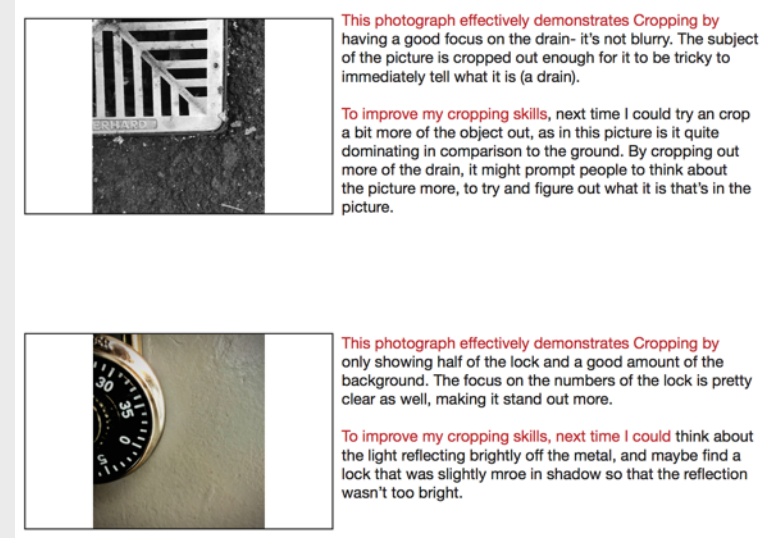 This photograph effectively demonstrates Cropping by
having a good focus on the drain- it's not blurry. The subject
of the picture is cropped out enough for it to be tricky to
immediately tell what it is (a drain).
To improve my cropping skills, next time I could try an crop
a bit more of the object out, as in this picture is it quite
dominating in comparison to the ground. By cropping out
more of the drain, it might prompt people to think about
the picture more, to try and figure out what it is that's in the
picture.
ERHARD
This photograph effectively demonstrates Cropping by
only showing half of the lock and a good amount of the
background. The focus on the numbers of the lock is pretty
clear as well, making it stand out more.
To improve my cropping skills, next time I could think about
the light reflecting brightly off the metal, and maybe find a
lock that was slightly mroe in shadow so that the reflection
wasn't too bright.
30
35
0
5